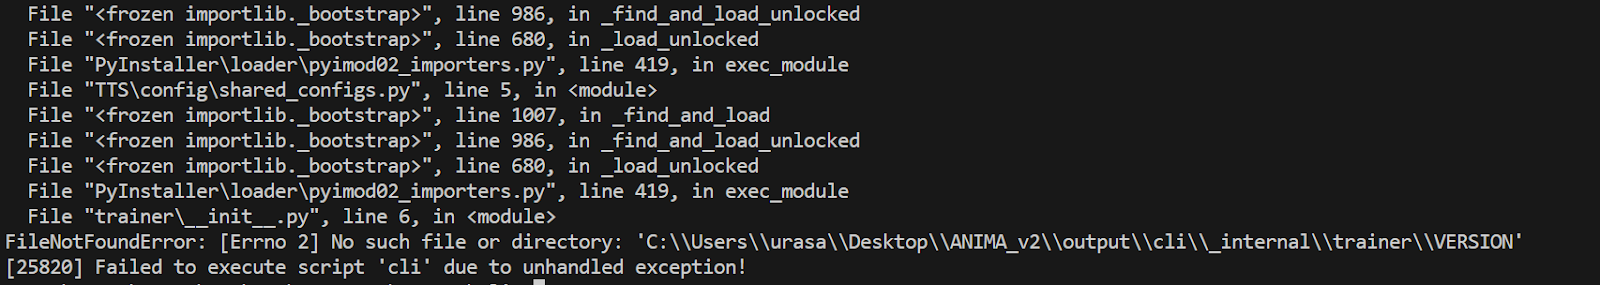 File "<frozen importlib._bootstrap>", line 986, in _find_and_load_unlocked
File "<frozen importlib._bootstrap>", line 680, in _load_unlocked
File "PyInstaller\loader\pyimod02_importers.py", line 419, in exec_module
File "TTS\config\shared_configs.py", line 5, in <module>
File "<frozen importlib._bootstrap>", line 1007, in _find_and_load
File "<frozen importlib._bootstrap>", line 986, in _find_and_load_unlocked
File "<frozen importlib._bootstrap>", line 680, in _load_unlocked
File "PyInstaller\loader\pyimod02_importers.py", line 419, in exec_module
File "trainer\__init__.py", line 6, in <module>
FileNotFoundError: [Errno 2] No such file or directory: 'C:\\Users\\urasa\\Desktop\\ANIMA_v2\\output\\cli\\_internal\\trainer\\VERSION'
[25820] Failed to execute script 'cli' due to unhandled exception!